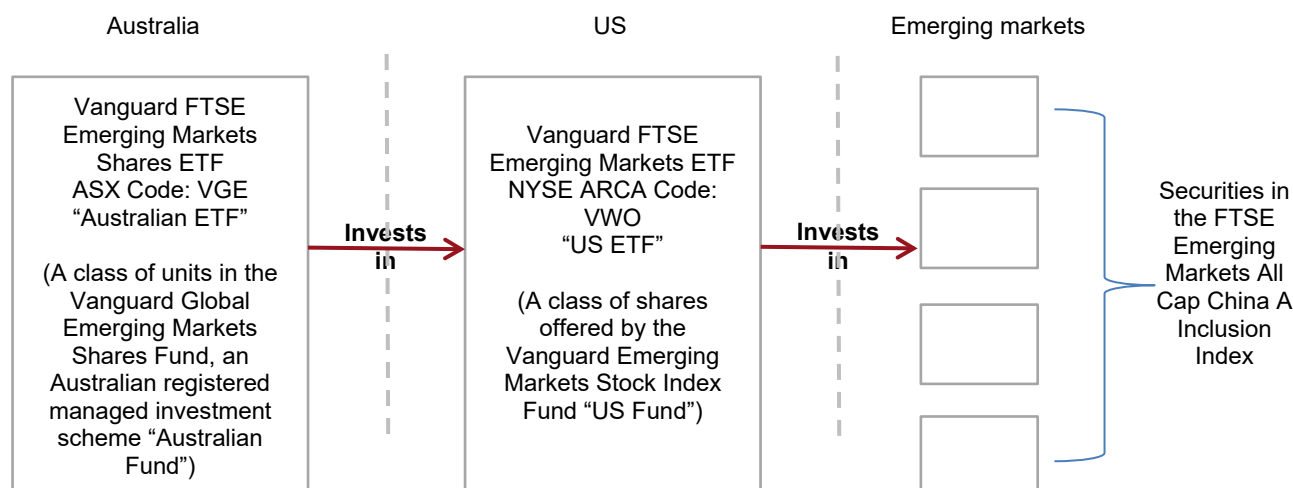 Australia
US
Emerging markets
Vanguard FTSE
Emerging Markets
Shares ETF
ASX Code: VGE
“Australian ETF”
(A class of units in the
Vanguard Global
Emerging Markets
Shares Fund, an
Australian registered
managed investment
scheme “Australian
Fund”)
Invests
in
Vanguard FTSE
Emerging Markets ETF
NYSE ARCA Code:
VWO
“US ETF”
(A class of shares
offered by the
Vanguard Emerging
Markets Stock Index
Fund “US Fund”)
Invests
in
Securities in
the FTSE
Emerging
Markets All
Cap China A
Inclusion
Index